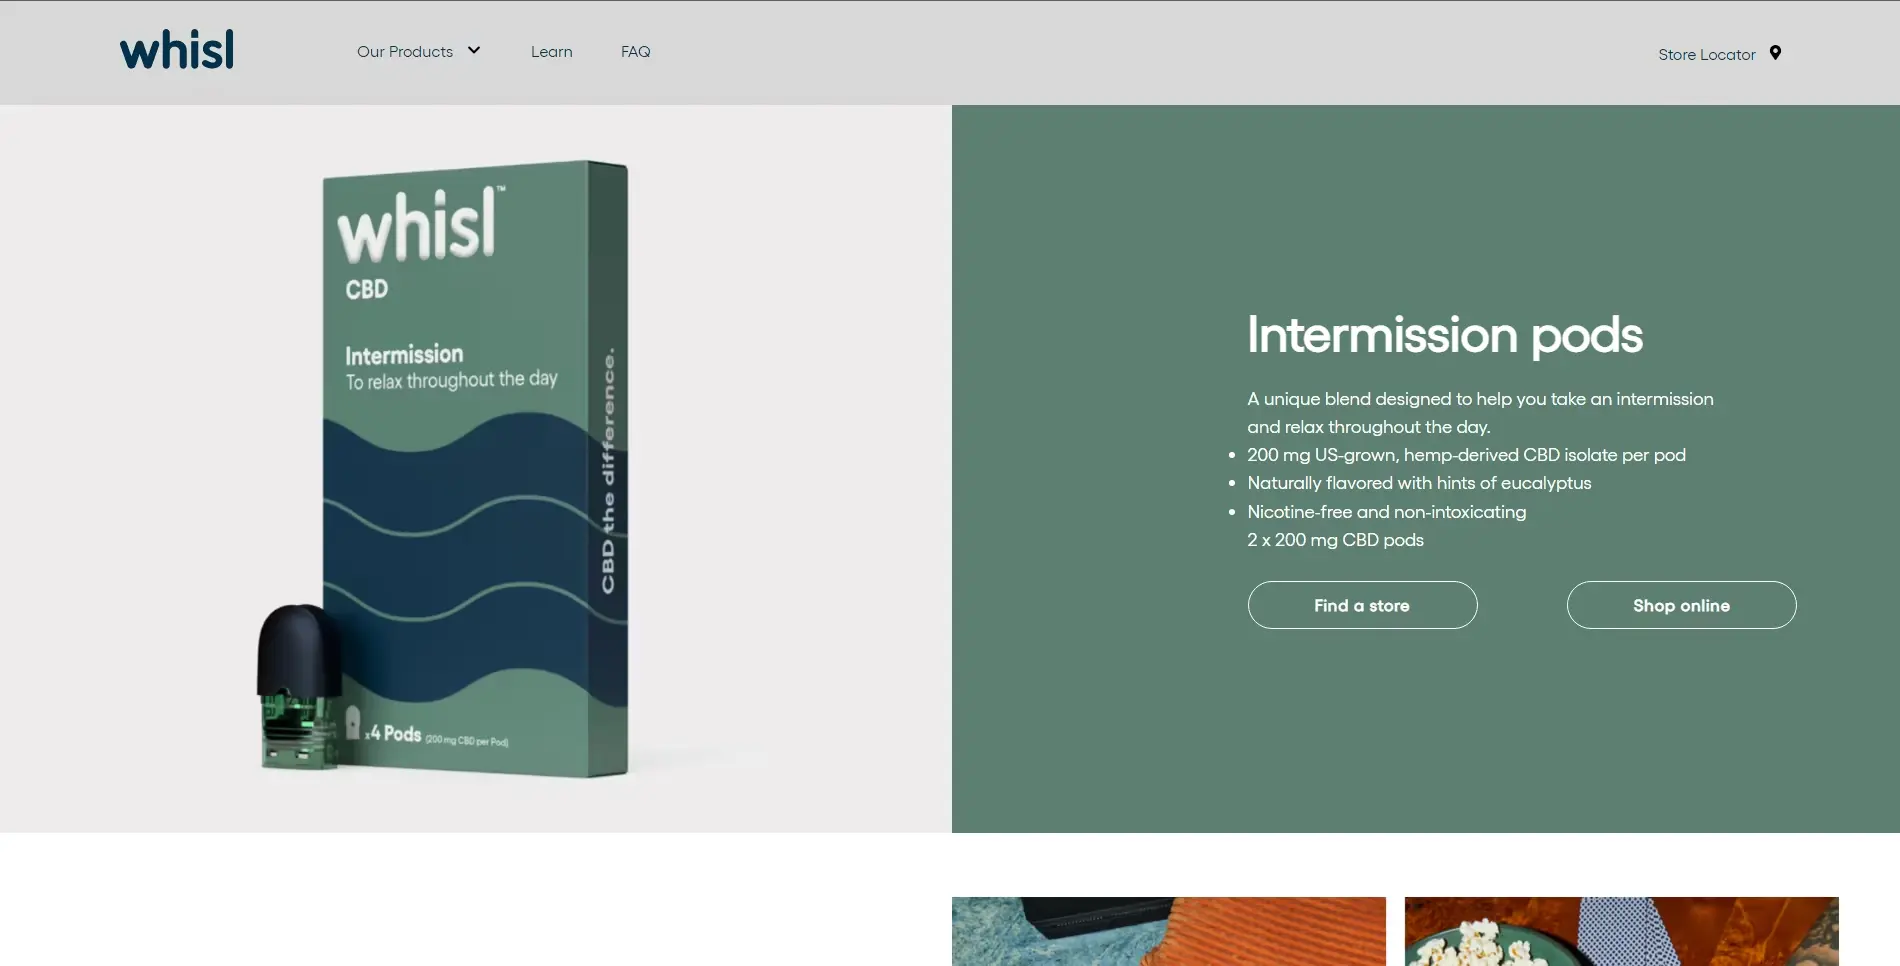 whisl
Our Products
Learn
FAQ
Store Locator
whisl™
CBD
Intermission
To relax throughout the day
CBD the difference.
x4 Pods (200 mg CBD per Pod)
Intermission pods
A unique blend designed to help you take an intermission
and relax throughout the day.
• 200 mg US-grown, hemp-derived CBD isolate per pod
• Naturally flavored with hints of eucalyptus
• Nicotine-free and non-intoxicating
2 x 200 mg CBD pods
Find a store
Shop online